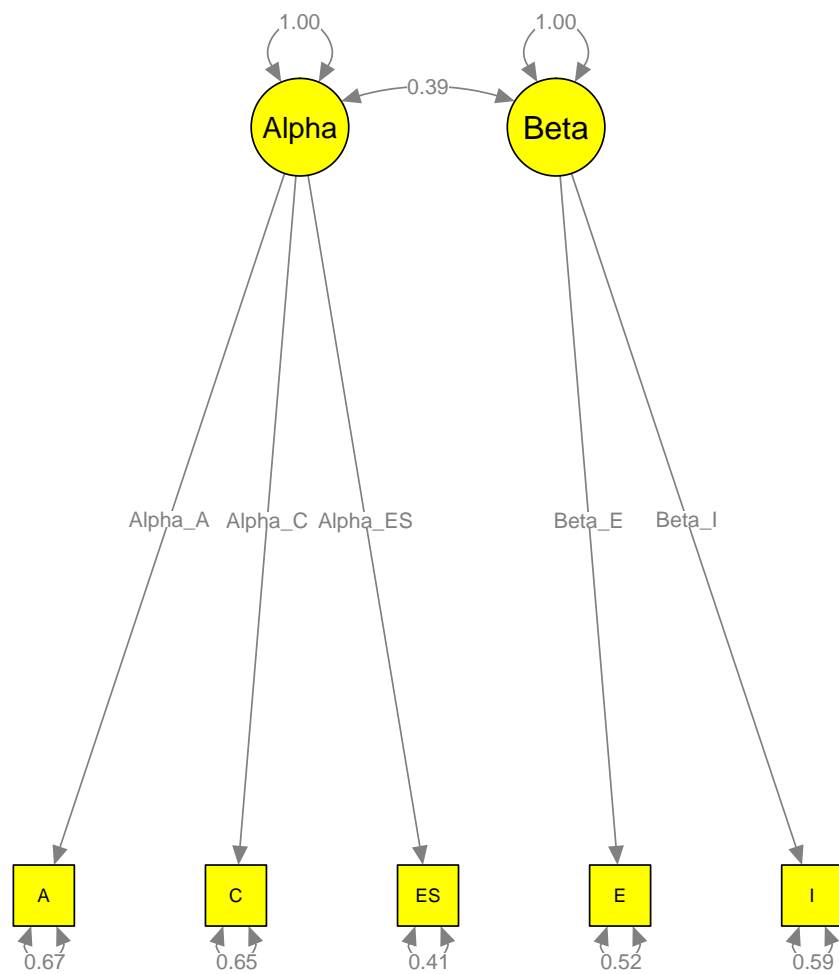 1.00 1.00
0.39
Alpha Beta
Alpha_A Alpha_C Alpha_ES Beta_E Beta_I
A C ES E I
0.67 0.65 0.41 0.52 0.59